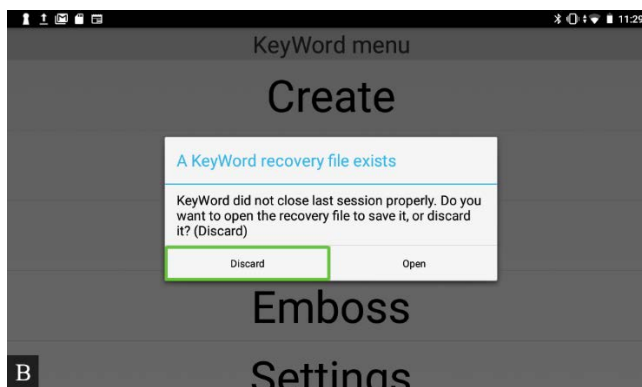 11:29
KeyWord menu
Create
A KeyWord recovery file exists
KeyWord did not close last session properly. Do you
want to open the recovery file to save it, or discard
it? (Discard)
Discard Open
Emboss
Settings
B